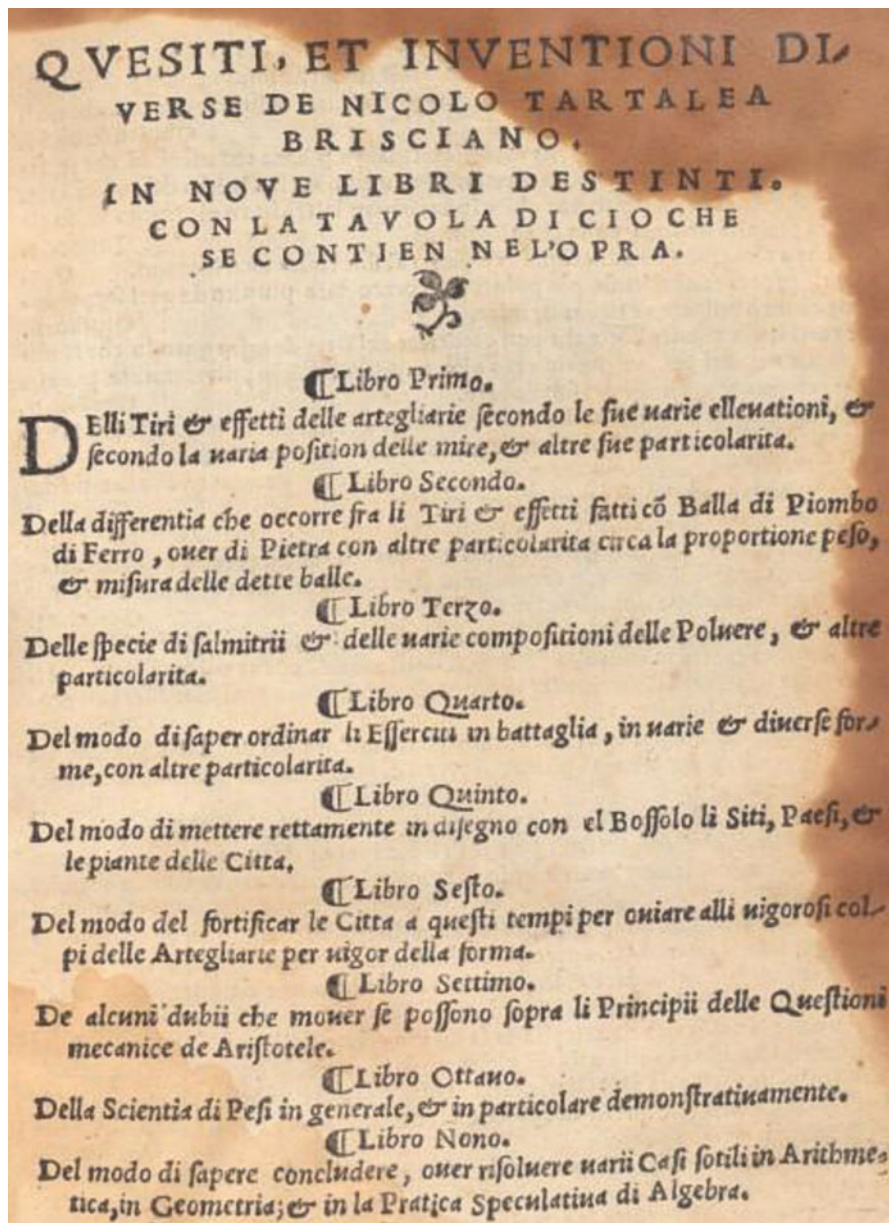 QVESITI, ET INVENTIONI DI-
VERSE DE NICOLO TARTALEA
BRISCIANO.
IN NOVE LIBRI DESTINTI.
CON LA TAVOLA DI CIO CHE
SE CONTIEN NEL'OPRA.
¶Libro Primo.
DElli Tiri & effetti delle artegliarie ſecondo le ſue uarie elleuationi, &
ſecondo la uaria poſition delle mire, & altre ſue particolarita.
¶Libro Secondo.
Della differentia che occorre fra li Tiri & effetti fatti cõ Balla di Piombo
di Ferro, ouer di Pietra con altre particolarita circa la proportione peſo,
& miſura delle dette balle.
¶Libro Terzo.
Delle ſpecie di ſalmitrii & delle uarie compoſitioni delle Poluere, & altre
particolarita.
¶Libro Quarto.
Del modo di ſaper ordinar li Eſſerciti in battaglia, in uarie & diuerſe for-
me, con altre particolarita.
¶Libro Quinto.
Del modo di mettere rettamente in diſegno con el Boſſolo li Siti, Paeſi, &
le piante delle Citta.
¶Libro Seſto.
Del modo del fortificar le Citta a queſti tempi per ouiare alli uigoroſi col-
pi delle Artegliarie per uigor della forma.
¶Libro Settimo.
De alcuni dubii che mouer ſe poſſono ſopra li Principii delle Queſtioni
mecanice de Ariſtotele.
¶Libro Ottauo.
Della Scientia di Peſi in generale, & in particolare demonſtratiuamente.
¶Libro Nono.
Del modo di ſapere concludere, ouer riſoluere uarii Caſi ſotili in Arithme-
tica, in Geometria; & in la Pratica Speculatiua di Algebra.